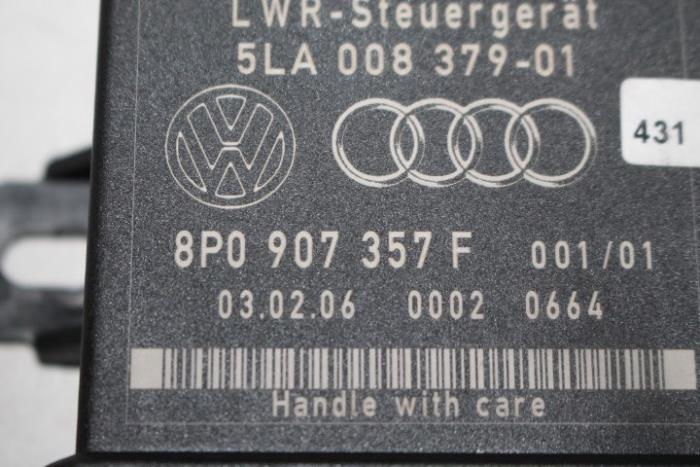 LWR-Steuergerät
5LA 008 379-01
431
8P0 907 357 F 001/01
03.02.06 0002 0664
Handle with care